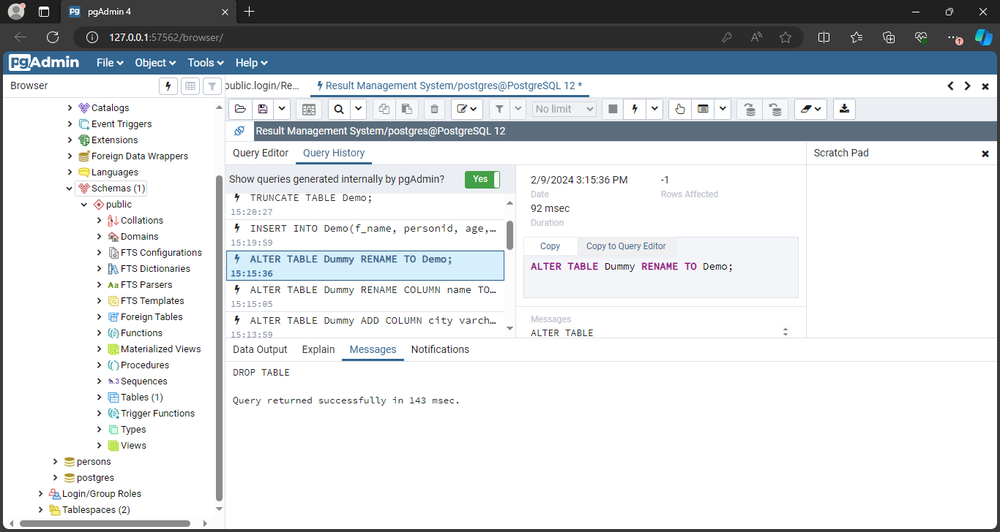 pgAdmin 4
127.0.0.1:57562/browser/
pgAdmin File Object Tools Help
Browser
public.login/Re...
Result Management System/postgres@PostgreSQL 12 *
No limit
Result Management System/postgres@PostgreSQL 12
Catalogs
Event Triggers
Extensions
Foreign Data Wrappers
Languages
Schemas (1)
public
Collations
Domains
FTS Configurations
FTS Dictionaries
FTS Parsers
FTS Templates
Foreign Tables
Functions
Materialized Views
Procedures
1..3 Sequences
Tables (1)
Trigger Functions
Types
Views
persons
postgres
Login/Group Roles
Tablespaces (2)
Query Editor Query History
Show queries generated internally by pgAdmin? Yes
TRUNCATE TABLE Demo;
15:20:27
INSERT INTO Demo(f_name, personid, age,…
15:19:59
ALTER TABLE Dummy RENAME TO Demo;
15:15:36
ALTER TABLE Dummy RENAME COLUMN name TO…
15:15:05
ALTER TABLE Dummy ADD COLUMN city varch…
15:13:59
2/9/2024 3:15:36 PM -1
Date Rows Affected
92 msec
Duration
Copy Copy to Query Editor
ALTER TABLE Dummy RENAME TO Demo;
Messages
ALTER TABLE
Scratch Pad
Data Output Explain Messages Notifications
DROP TABLE
Query returned successfully in 143 msec.